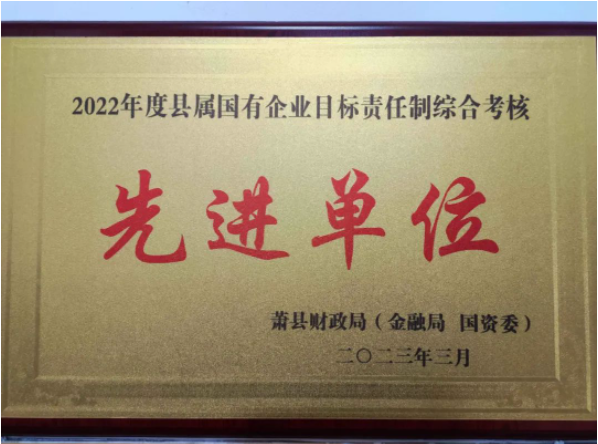 2022年度县属国有企业目标责任制综合考核
先进单位
萧县财政局（金融局 国资委）
二〇二三年三月